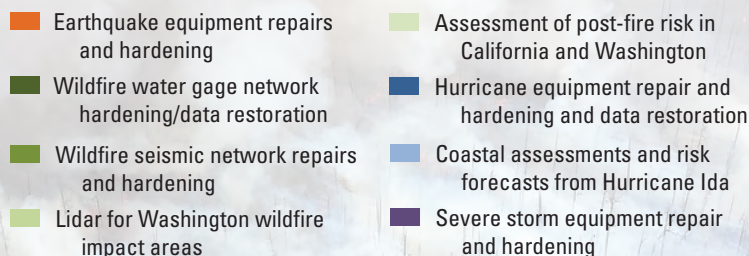 Earthquake equipment repairs
and hardening
Wildfire water gage network
hardening/data restoration
Wildfire seismic network repairs
and hardening
Lidar for Washington wildfire
impact areas
Assessment of post-fire risk in
California and Washington
Hurricane equipment repair and
hardening and data restoration
Coastal assessments and risk
forecasts from Hurricane Ida
Severe storm equipment repair
and hardening